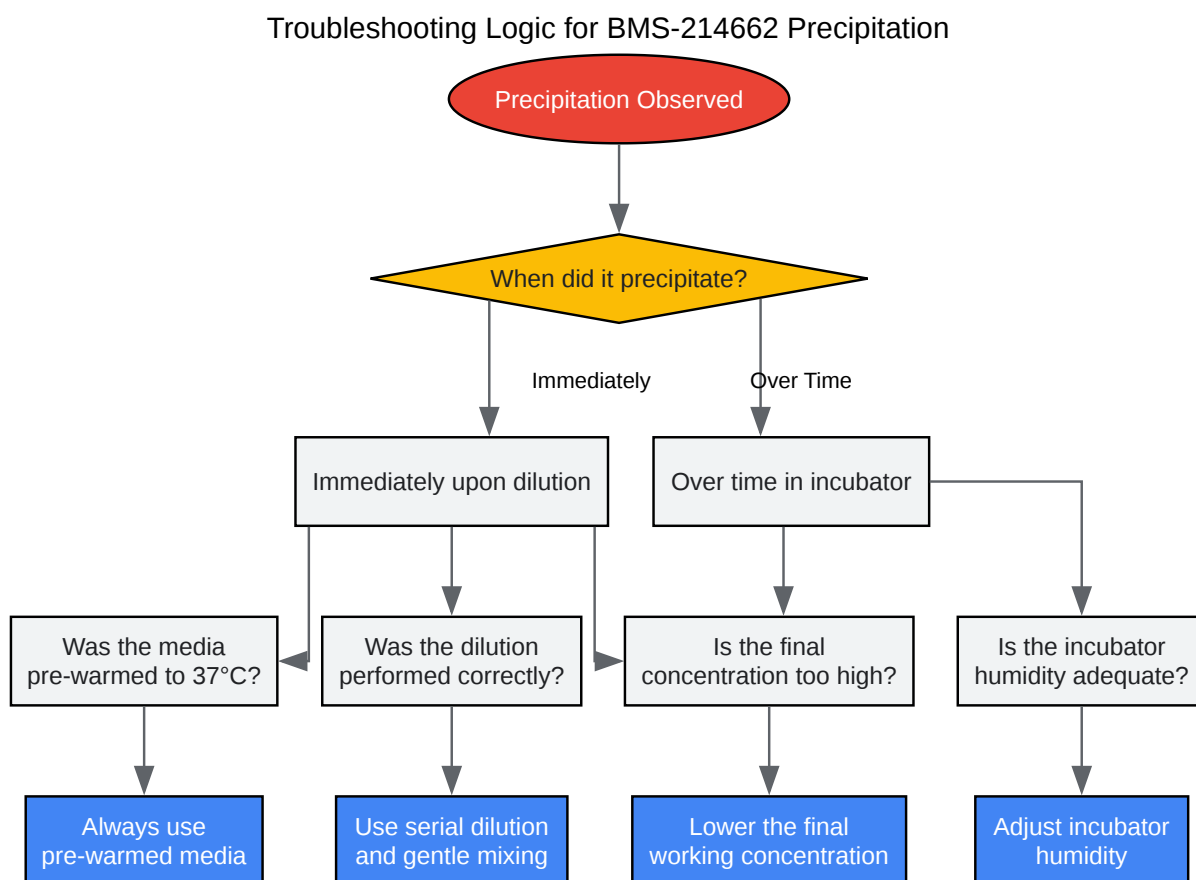 Troubleshooting Logic for BMS-214662 Precipitation
Precipitation Observed
When did it precipitate?
Immediately
Over Time
Immediately upon dilution
Over time in incubator
Was the media
pre-warmed to 37°C?
Was the dilution
performed correctly?
Is the final
concentration too high?
Is the incubator
humidity adequate?
Always use
pre-warmed media
Use serial dilution
and gentle mixing
Lower the final
working concentration
Adjust incubator
humidity